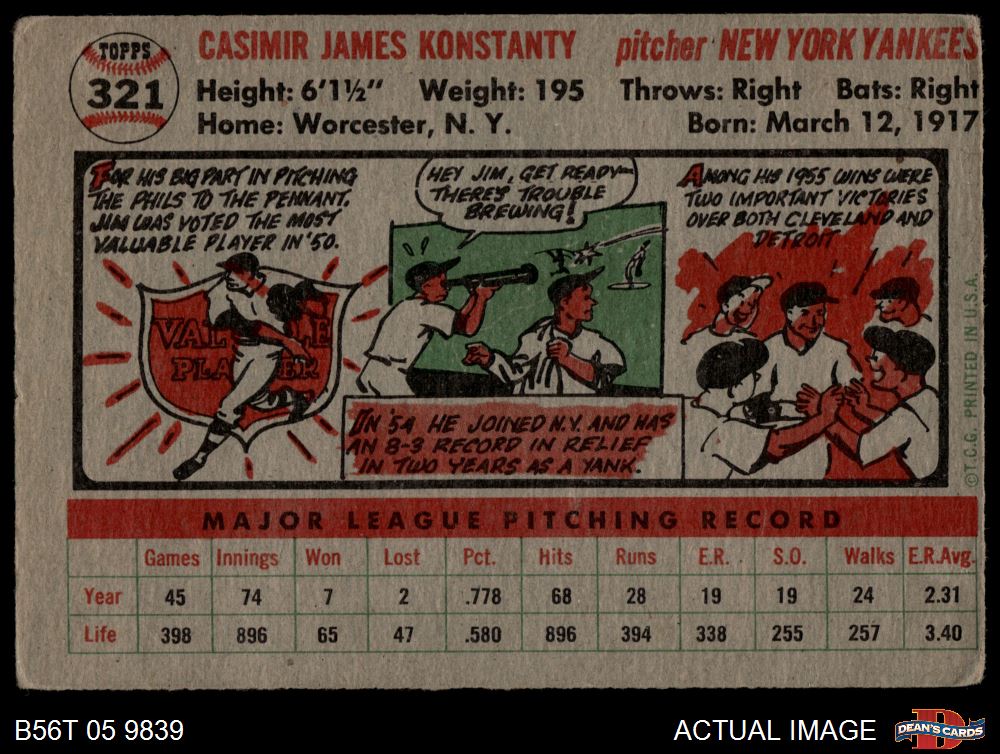 TOPPS
321
CASIMIR JAMES KONSTANTY pitcher NEW YORK YANKEES
Height: 6'1½" Weight: 195 Throws: Right Bats: Right
Home: Worcester, N. Y. Born: March 12, 1917
FOR HIS BIG PART IN PITCHING
THE PHILS TO THE PENNANT,
JIM WAS VOTED THE MOST
VALUABLE PLAYER IN '50.
VAL LE
PLA ER
HEY JIM, GET READY—
THERE'S TROUBLE
BREWING!
IN '54 HE JOINED N.Y. AND HAS
AN 8-3 RECORD IN RELIEF
IN TWO YEARS AS A YANK.
AMONG HIS 1955 WINS WERE
TWO IMPORTANT VICTORIES
OVER BOTH CLEVELAND AND
DETROIT
©T.C.G. PRINTED IN U.S.A.
MAJOR LEAGUE PITCHING RECORD
Games Innings Won Lost Pct. Hits Runs E.R. S.O. Walks E.R.Avg.
Year 45 74 7 2 .778 68 28 19 19 24 2.31
Life 398 896 65 47 .580 896 394 338 255 257 3.40
B56T 05 9839 ACTUAL IMAGE
D
DEAN'S CARDS